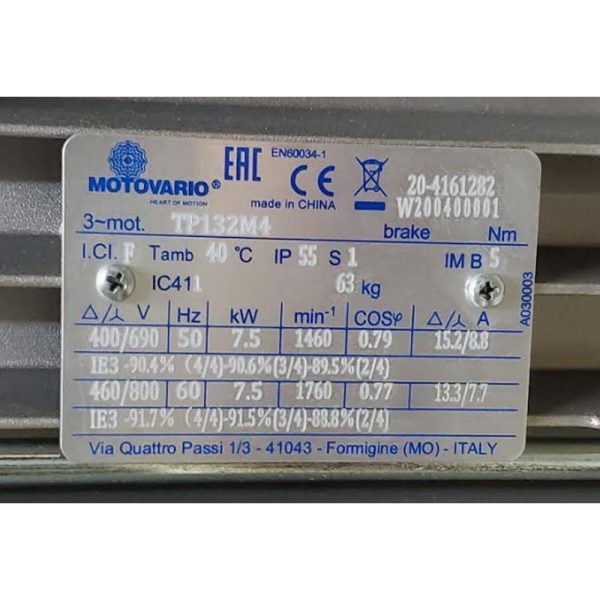 EAC EN60034-1 CE 20-4161282
MOTOVARIO®
HEART OF MOTION
made in CHINA W200400001
3~mot. TP132M4 brake Nm
I.Cl. F Tamb 40 °C IP 55 S 1 IM B 5
IC411 63 kg
A030003
△/⅄ V Hz kW min-1 COSφ △/⅄ A
400/690 50 7.5 1460 0.79 15.2/8.8
IE3 -90.4% (4/4)-90.6%(3/4)-89.5%(2/4)
460/800 60 7.5 1760 0.77 13.3/7.7
IE3 -91.7% (4/4)-91.5%(3/4)-88.8%(2/4)
Via Quattro Passi 1/3 - 41043 - Formigine (MO) - ITALY